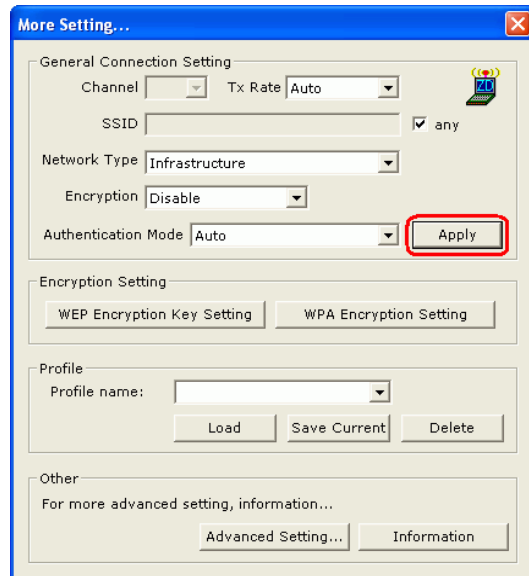 More Setting...
General Connection Setting
Channel Tx Rate Auto
ZD
SSID any
Network Type Infrastructure
Encryption Disable
Authentication Mode Auto Apply
Encryption Setting
WEP Encryption Key Setting WPA Encryption Setting
Profile
Profile name:
Load Save Current Delete
Other
For more advanced setting, information...
Advanced Setting... Information